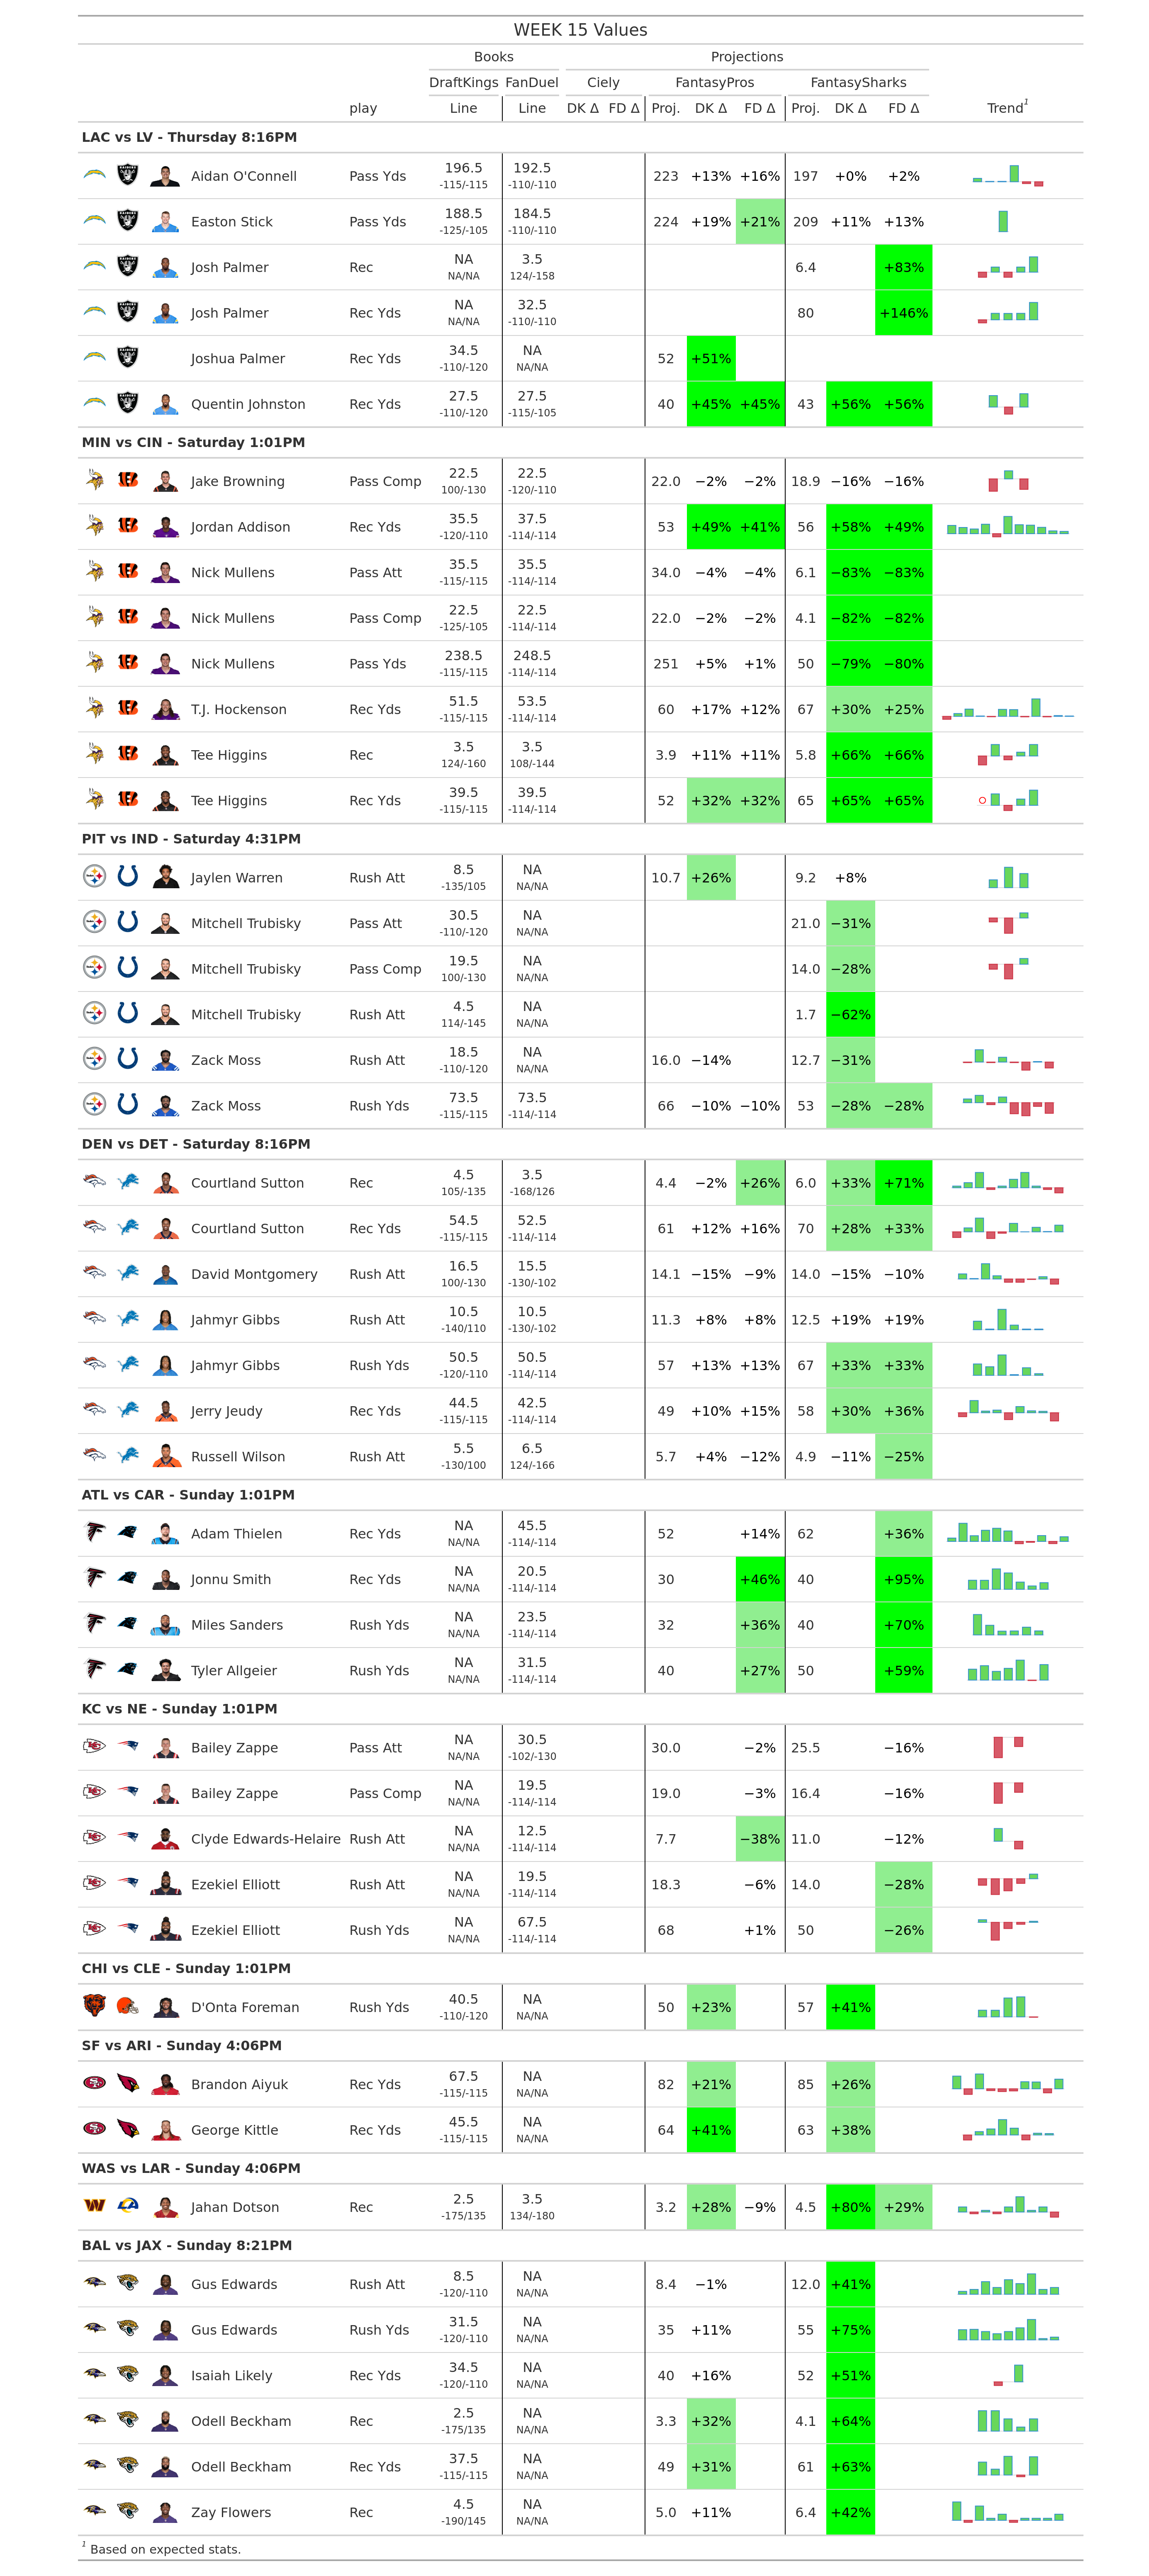 WEEK 15 Values
Books Projections
DraftKings FanDuel Ciely FantasyPros FantasySharks
play Line Line DK Δ FD Δ Proj. DK Δ FD Δ Proj. DK Δ FD Δ Trend1
LAC vs LV - Thursday 8:16PM
Aidan O'Connell Pass Yds 196.5 192.5 223 +13% +16% 197 +0% +2%
-115/-115 -110/-110
Easton Stick Pass Yds 188.5 184.5 224 +19% +21% 209 +11% +13%
-125/-105 -110/-110
Josh Palmer Rec NA 3.5 6.4 +83%
NA/NA 124/-158
Josh Palmer Rec Yds NA 32.5 80 +146%
NA/NA -110/-110
Joshua Palmer Rec Yds 34.5 NA 52 +51%
-110/-120 NA/NA
Quentin Johnston Rec Yds 27.5 27.5 40 +45% +45% 43 +56% +56%
-110/-120 -115/-105
MIN vs CIN - Saturday 1:01PM
Jake Browning Pass Comp 22.5 22.5 22.0 −2% −2% 18.9 −16% −16%
100/-130 -120/-110
Jordan Addison Rec Yds 35.5 37.5 53 +49% +41% 56 +58% +49%
-120/-110 -114/-114
Nick Mullens Pass Att 35.5 35.5 34.0 −4% −4% 6.1 −83% −83%
-115/-115 -114/-114
Nick Mullens Pass Comp 22.5 22.5 22.0 −2% −2% 4.1 −82% −82%
-125/-105 -114/-114
Nick Mullens Pass Yds 238.5 248.5 251 +5% +1% 50 −79% −80%
-115/-115 -114/-114
T.J. Hockenson Rec Yds 51.5 53.5 60 +17% +12% 67 +30% +25%
-115/-115 -114/-114
Tee Higgins Rec 3.5 3.5 3.9 +11% +11% 5.8 +66% +66%
124/-160 108/-144
Tee Higgins Rec Yds 39.5 39.5 52 +32% +32% 65 +65% +65%
-115/-115 -114/-114
PIT vs IND - Saturday 4:31PM
Jaylen Warren Rush Att 8.5 NA 10.7 +26% 9.2 +8%
-135/105 NA/NA
Mitchell Trubisky Pass Att 30.5 NA 21.0 −31%
-110/-120 NA/NA
Mitchell Trubisky Pass Comp 19.5 NA 14.0 −28%
100/-130 NA/NA
Mitchell Trubisky Rush Att 4.5 NA 1.7 −62%
114/-145 NA/NA
Zack Moss Rush Att 18.5 NA 16.0 −14% 12.7 −31%
-110/-120 NA/NA
Zack Moss Rush Yds 73.5 73.5 66 −10% −10% 53 −28% −28%
-115/-115 -114/-114
DEN vs DET - Saturday 8:16PM
Courtland Sutton Rec 4.5 3.5 4.4 −2% +26% 6.0 +33% +71%
105/-135 -168/126
Courtland Sutton Rec Yds 54.5 52.5 61 +12% +16% 70 +28% +33%
-115/-115 -114/-114
David Montgomery Rush Att 16.5 15.5 14.1 −15% −9% 14.0 −15% −10%
100/-130 -130/-102
Jahmyr Gibbs Rush Att 10.5 10.5 11.3 +8% +8% 12.5 +19% +19%
-140/110 -130/-102
Jahmyr Gibbs Rush Yds 50.5 50.5 57 +13% +13% 67 +33% +33%
-120/-110 -114/-114
Jerry Jeudy Rec Yds 44.5 42.5 49 +10% +15% 58 +30% +36%
-115/-115 -114/-114
Russell Wilson Rush Att 5.5 6.5 5.7 +4% −12% 4.9 −11% −25%
-130/100 124/-166
ATL vs CAR - Sunday 1:01PM
Adam Thielen Rec Yds NA 45.5 52 +14% 62 +36%
NA/NA -114/-114
Jonnu Smith Rec Yds NA 20.5 30 +46% 40 +95%
NA/NA -114/-114
Miles Sanders Rush Yds NA 23.5 32 +36% 40 +70%
NA/NA -114/-114
Tyler Allgeier Rush Yds NA 31.5 40 +27% 50 +59%
NA/NA -114/-114
KC vs NE - Sunday 1:01PM
Bailey Zappe Pass Att NA 30.5 30.0 −2% 25.5 −16%
NA/NA -102/-130
Bailey Zappe Pass Comp NA 19.5 19.0 −3% 16.4 −16%
NA/NA -114/-114
Clyde Edwards-Helaire Rush Att NA 12.5 7.7 −38% 11.0 −12%
NA/NA -114/-114
Ezekiel Elliott Rush Att NA 19.5 18.3 −6% 14.0 −28%
NA/NA -114/-114
Ezekiel Elliott Rush Yds NA 67.5 68 +1% 50 −26%
NA/NA -114/-114
CHI vs CLE - Sunday 1:01PM
D'Onta Foreman Rush Yds 40.5 NA 50 +23% 57 +41%
-110/-120 NA/NA
SF vs ARI - Sunday 4:06PM
Brandon Aiyuk Rec Yds 67.5 NA 82 +21% 85 +26%
-115/-115 NA/NA
George Kittle Rec Yds 45.5 NA 64 +41% 63 +38%
-115/-115 NA/NA
WAS vs LAR - Sunday 4:06PM
Jahan Dotson Rec 2.5 3.5 3.2 +28% −9% 4.5 +80% +29%
-175/135 134/-180
BAL vs JAX - Sunday 8:21PM
Gus Edwards Rush Att 8.5 NA 8.4 −1% 12.0 +41%
-120/-110 NA/NA
Gus Edwards Rush Yds 31.5 NA 35 +11% 55 +75%
-120/-110 NA/NA
Isaiah Likely Rec Yds 34.5 NA 40 +16% 52 +51%
-120/-110 NA/NA
Odell Beckham Rec 2.5 NA 3.3 +32% 4.1 +64%
-175/135 NA/NA
Odell Beckham Rec Yds 37.5 NA 49 +31% 61 +63%
-115/-115 NA/NA
Zay Flowers Rec 4.5 NA 5.0 +11% 6.4 +42%
-190/145 NA/NA
1 Based on expected stats.